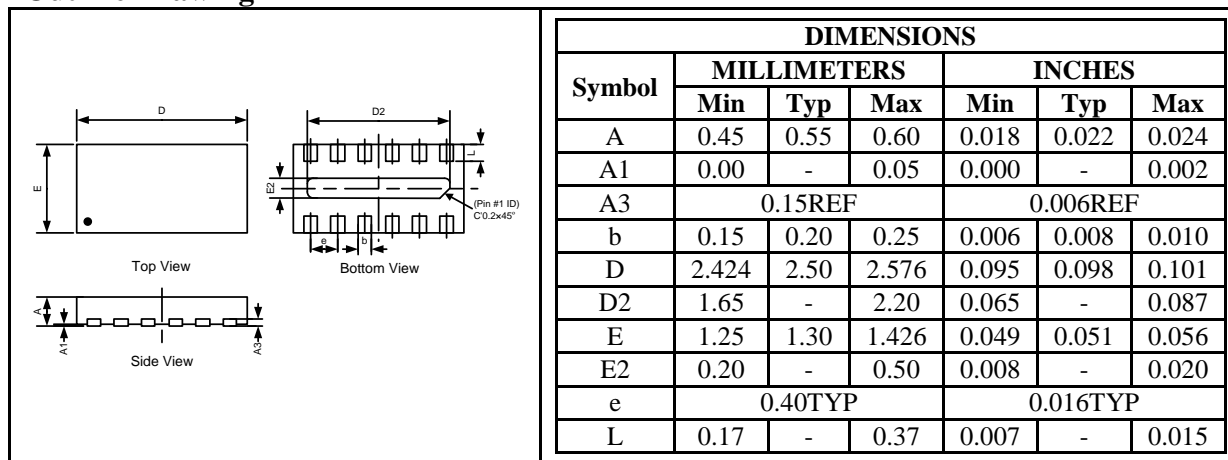 D
E
Top View
D2
L
E2
(Pin #1 ID)
C'0.2×45°
e
b
Bottom View
A
A1
A3
Side View
DIMENSIONS
Symbol MILLIMETERS INCHES
Min Typ Max Min Typ Max
A 0.45 0.55 0.60 0.018 0.022 0.024
A1 0.00 - 0.05 0.000 - 0.002
A3 0.15REF 0.006REF
b 0.15 0.20 0.25 0.006 0.008 0.010
D 2.424 2.50 2.576 0.095 0.098 0.101
D2 1.65 - 2.20 0.065 - 0.087
E 1.25 1.30 1.426 0.049 0.051 0.056
E2 0.20 - 0.50 0.008 - 0.020
e 0.40TYP 0.016TYP
L 0.17 - 0.37 0.007 - 0.015